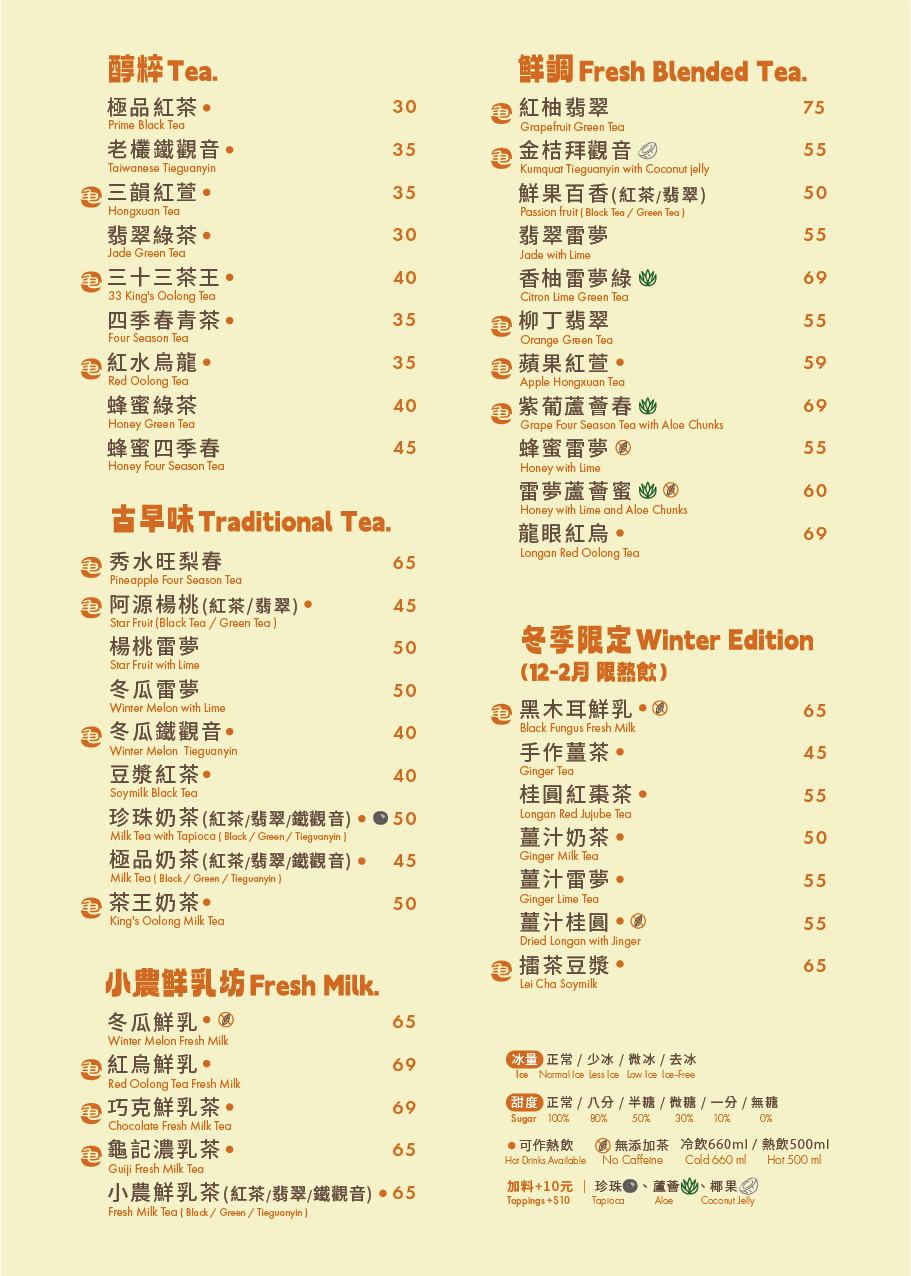 醇粹 Tea.
極品紅茶 • 30
Prime Black Tea
老欉鐵觀音 • 35
Taiwanese Tieguanyin
三韻紅萱 • 35
Hongxuan Tea
翡翠綠茶 • 30
Jade Green Tea
三十三茶王 • 40
33 King's Oolong Tea
四季春青茶 • 35
Four Season Tea
紅水烏龍 • 35
Red Oolong Tea
蜂蜜綠茶 40
Honey Green Tea
蜂蜜四季春 45
Honey Four Season Tea
古早味 Traditional Tea.
秀水旺梨春 65
Pineapple Four Season Tea
阿源楊桃(紅茶/翡翠) • 45
Star Fruit (Black Tea / Green Tea )
楊桃雷夢 50
Star Fruit with Lime
冬瓜雷夢 50
Winter Melon with Lime
冬瓜鐵觀音 • 40
Winter Melon Tieguanyin
豆漿紅茶 • 40
Soymilk Black Tea
珍珠奶茶(紅茶/翡翠/鐵觀音) • 50
Milk Tea with Tapioca ( Black / Green / Tieguanyin )
極品奶茶(紅茶/翡翠/鐵觀音) • 45
Milk Tea ( Black / Green / Tieguanyin )
茶王奶茶 • 50
King's Oolong Milk Tea
小農鮮乳坊 Fresh Milk.
冬瓜鮮乳 • 65
Winter Melon Fresh Milk
紅烏鮮乳 • 69
Red Oolong Tea Fresh Milk
巧克鮮乳茶 • 69
Chocolate Fresh Milk Tea
龜記濃乳茶 • 65
Guiji Fresh Milk Tea
小農鮮乳茶(紅茶/翡翠/鐵觀音) • 65
Fresh Milk Tea ( Black / Green / Tieguanyin )
鮮調 Fresh Blended Tea.
紅柚翡翠 75
Grapefruit Green Tea
金桔拜觀音 55
Kumquat Tieguanyin with Coconut jelly
鮮果百香(紅茶/翡翠) 50
Passion fruit ( Black Tea / Green Tea )
翡翠雷夢 55
Jade with Lime
香柚雷夢綠 69
Citron Lime Green Tea
柳丁翡翠 55
Orange Green Tea
蘋果紅萱 • 59
Apple Hongxuan Tea
紫葡蘆薈春 69
Grape Four Season Tea with Aloe Chunks
蜂蜜雷夢 55
Honey with Lime
雷夢蘆薈蜜 60
Honey with Lime and Aloe Chunks
龍眼紅烏 • 69
Longan Red Oolong Tea
冬季限定 Winter Edition
(12-2月 限熱飲)
黑木耳鮮乳 • 65
Black Fungus Fresh Milk
手作薑茶 • 45
Ginger Tea
桂圓紅棗茶 • 55
Longan Red Jujube Tea
薑汁奶茶 • 50
Ginger Milk Tea
薑汁雷夢 • 55
Ginger Lime Tea
薑汁桂圓 • 55
Dried Longan with Jinger
擂茶豆漿 • 65
Lei Cha Soymilk
冰量 正常 / 少冰 / 微冰 / 去冰
Ice Normal Ice Less Ice Low Ice Ice-Free
甜度 正常 / 八分 / 半糖 / 微糖 / 一分 / 無糖
Sugar 100% 80% 50% 30% 10% 0%
• 可作熱飲 無添加茶 冷飲660ml / 熱飲500ml
Hot Drinks Available No Caffeine Cold 660 ml Hot 500 ml
加料+10元 | 珍珠、蘆薈、椰果
Toppings +$10 Tapioca Aloe Coconut Jelly